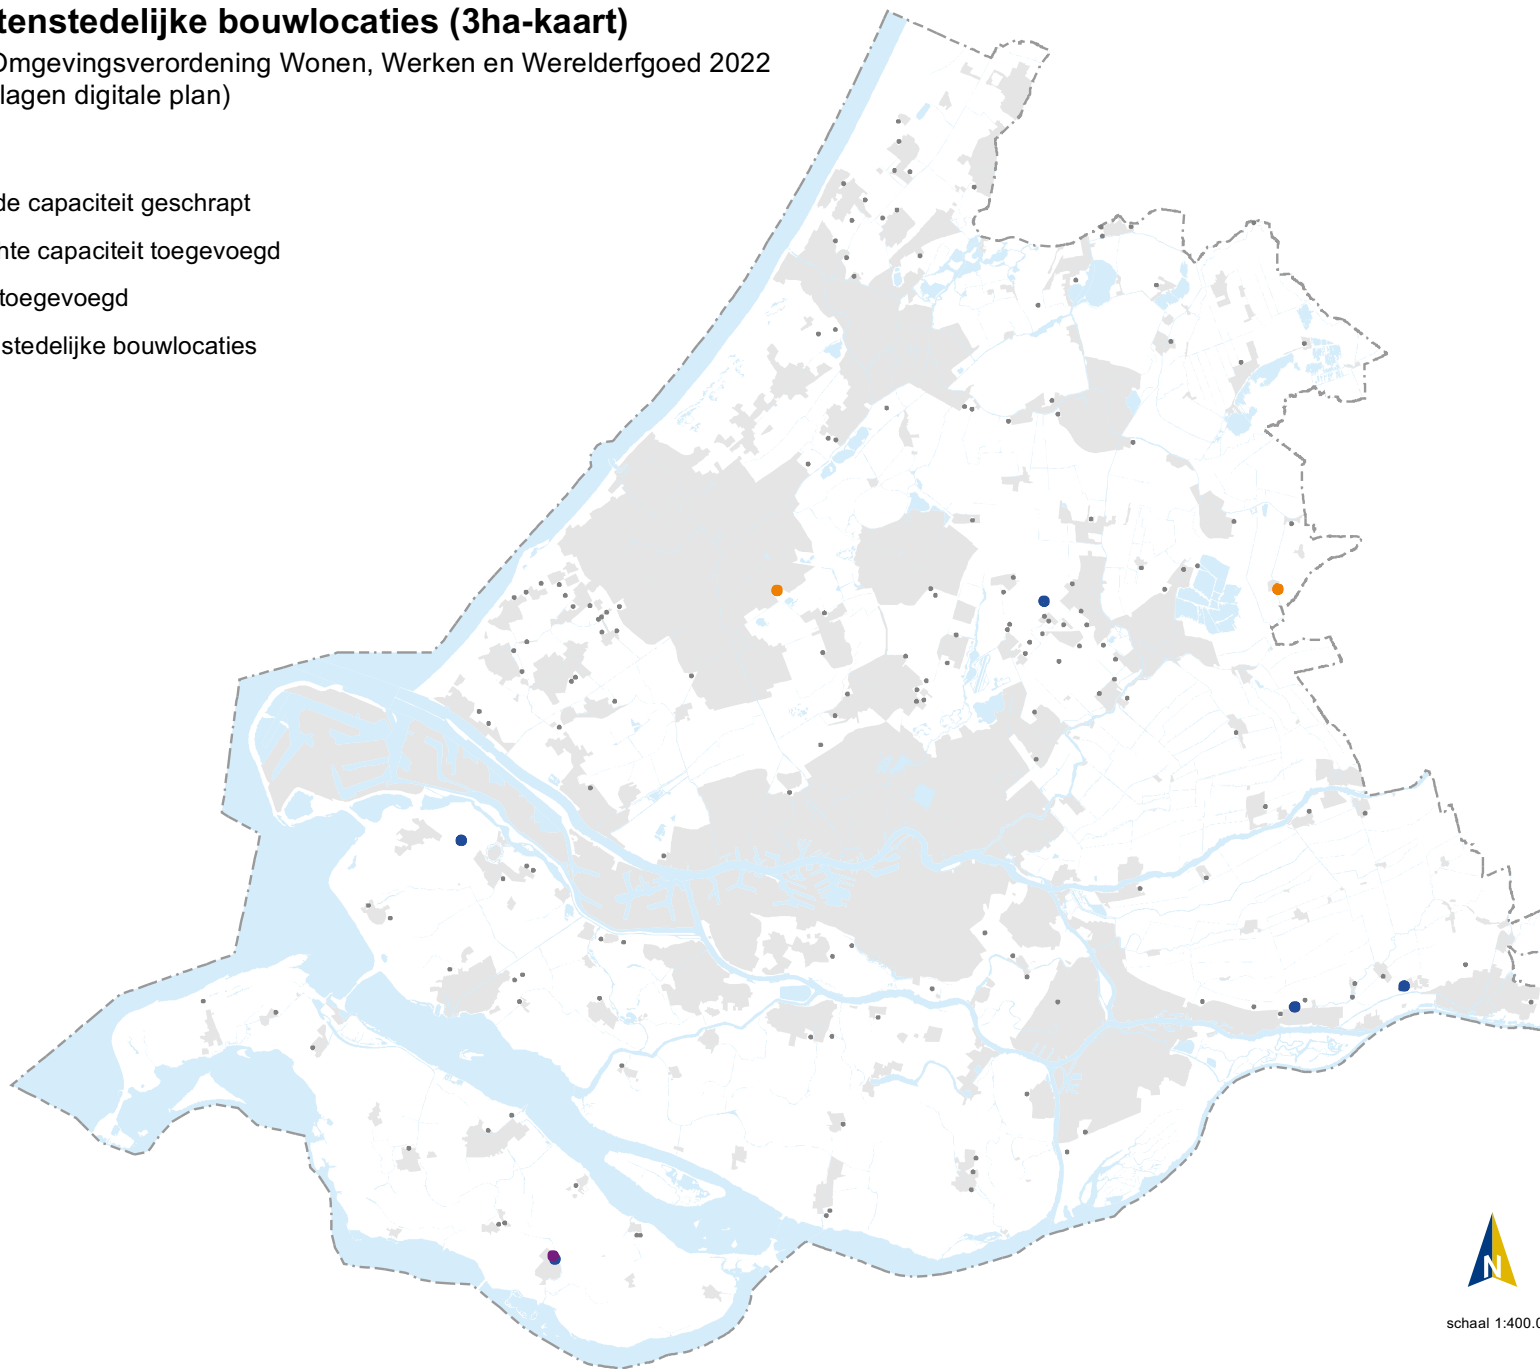 tenstedelijke bouwlocaties (3ha-kaart)
Omgevingsverordening Wonen, Werken en Werelderfgoed 2022
lagen digitale plan)
de capaciteit geschrapt
nte capaciteit toegevoegd
toegevoegd
stedelijke bouwlocaties
N
schaal 1:400.0